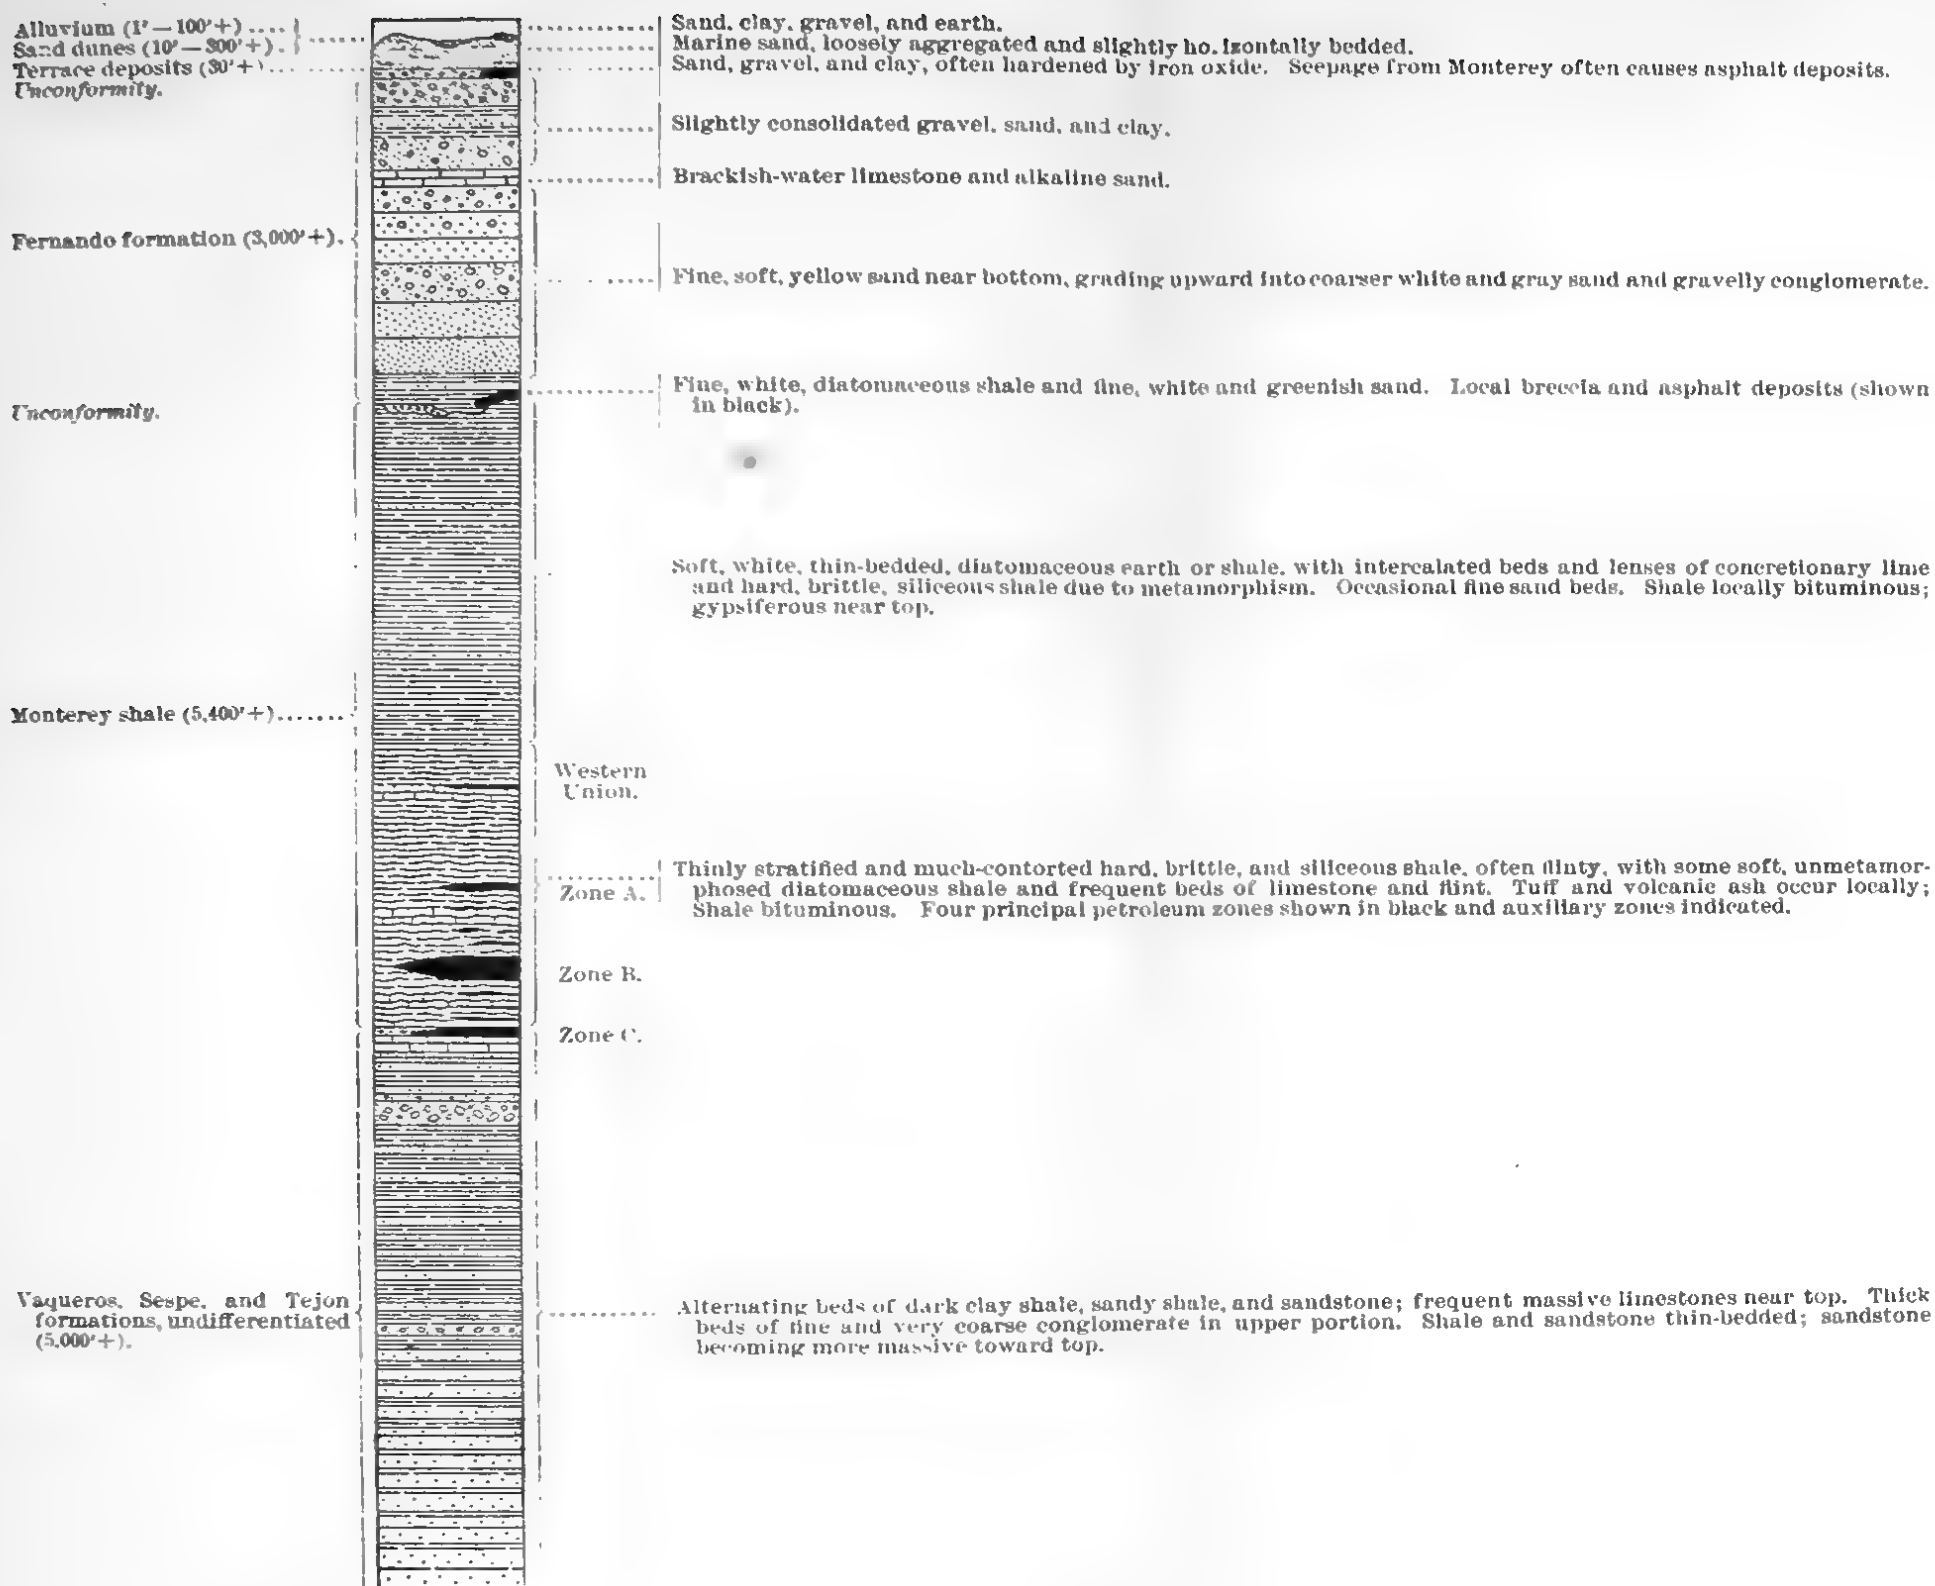 Alluvium (1'—100'+)....
Sand dunes (10'—300'+).
Terrace deposits (30'+)...
Unconformity.
Sand, clay, gravel, and earth.
Marine sand, loosely aggregated and slightly ho.izontally bedded.
Sand, gravel, and clay, often hardened by iron oxide. Seepage from Monterey often causes asphalt deposits.
Slightly consolidated gravel, sand, and clay.
Brackish-water limestone and alkaline sand.
Fernando formation (3,000'+).
Fine, soft, yellow sand near bottom, grading upward into coarser white and gray sand and gravelly conglomerate.
Fine, white, diatomaceous shale and fine, white and greenish sand. Local breccia and asphalt deposits (shown
in black).
Unconformity.
Soft, white, thin-bedded, diatomaceous earth or shale, with intercalated beds and lenses of concretionary lime
and hard, brittle, siliceous shale due to metamorphism. Occasional fine sand beds. Shale locally bituminous;
gypsiferous near top.
Monterey shale (5,400'+).......
Western
Union.
Thinly stratified and much-contorted hard, brittle, and siliceous shale, often flinty, with some soft, unmetamor-
phosed diatomaceous shale and frequent beds of limestone and flint. Tuff and volcanic ash occur locally;
Shale bituminous. Four principal petroleum zones shown in black and auxiliary zones indicated.
Zone A.
Zone B.
Zone C.
Vaqueros, Sespe, and Tejon
formations, undifferentiated
(5,000'+).
Alternating beds of dark clay shale, sandy shale, and sandstone; frequent massive limestones near top. Thick
beds of fine and very coarse conglomerate in upper portion. Shale and sandstone thin-bedded; sandstone
becoming more massive toward top.